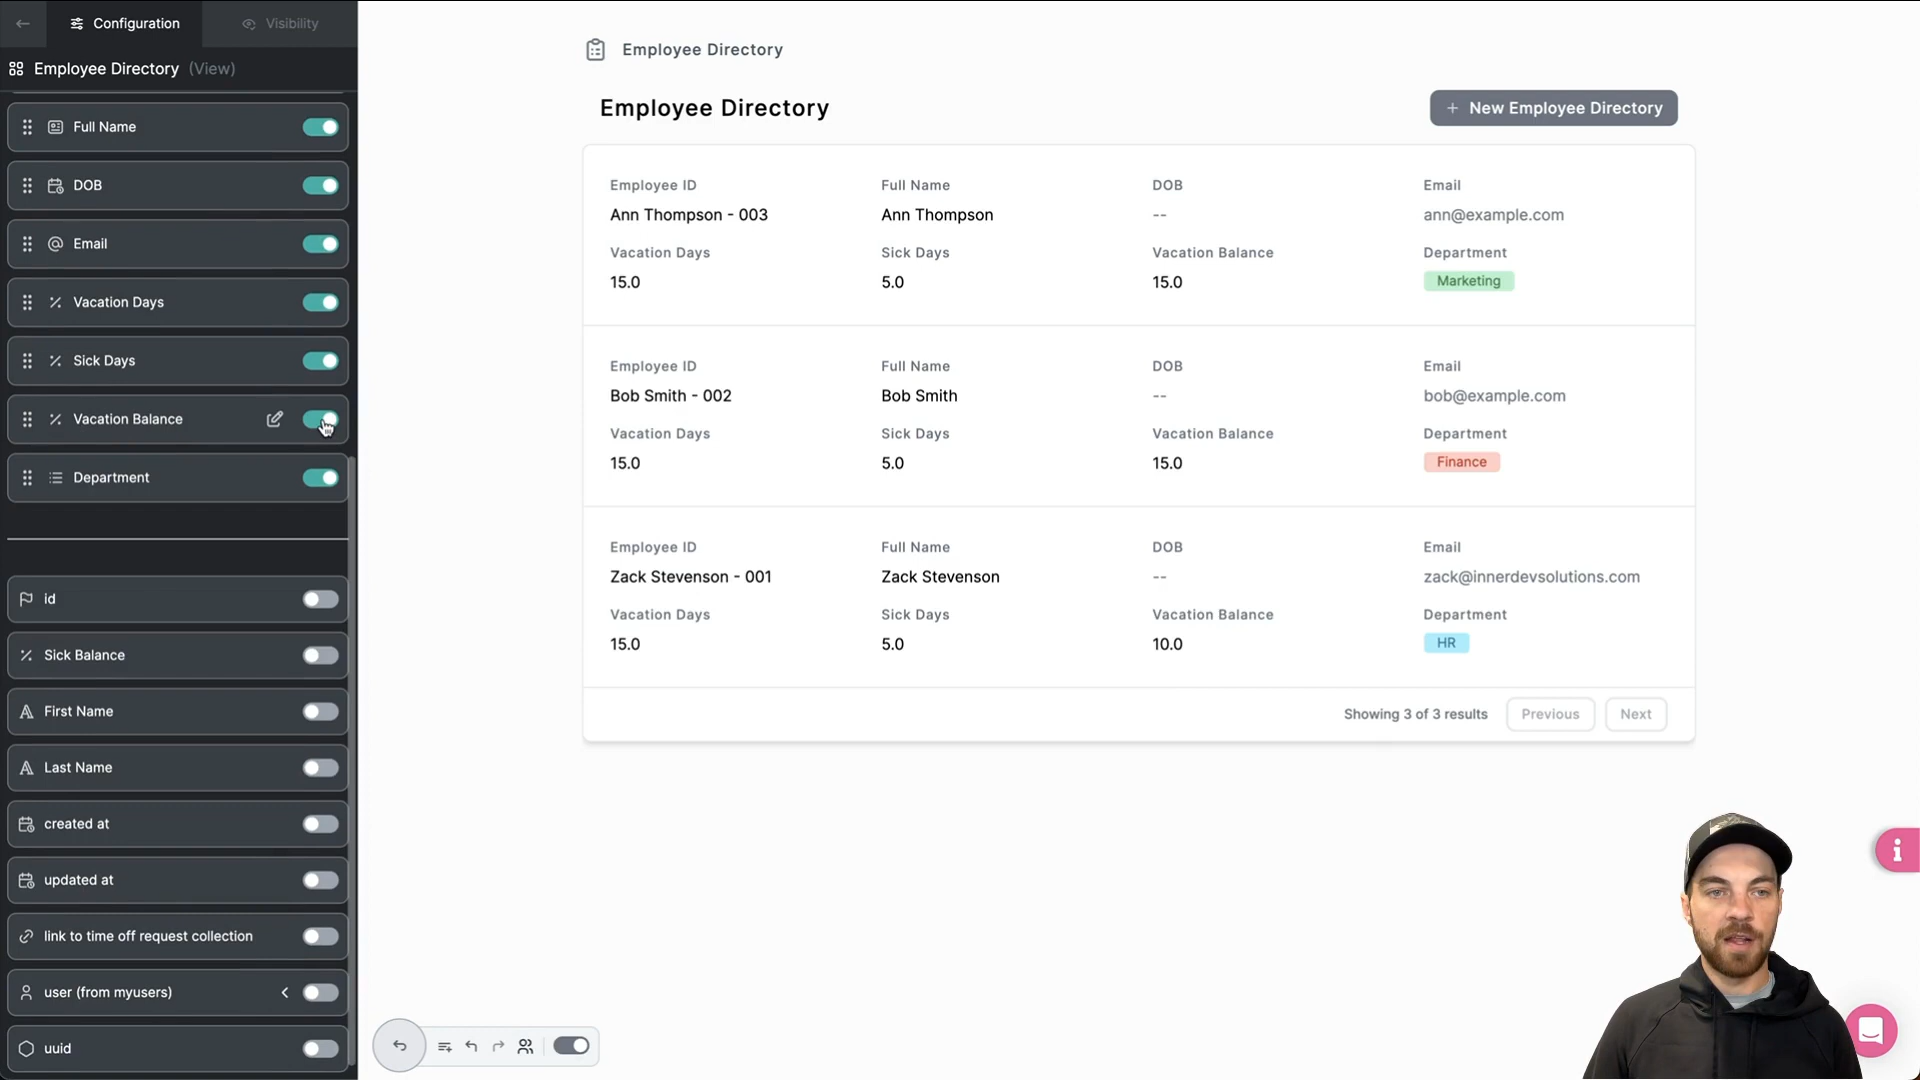 Configuration
Visibility
Employee Directory (View)
Full Name
DOB
Email
Vacation Days
Sick Days
Vacation Balance
Department
id
Sick Balance
First Name
Last Name
created at
updated at
link to time off request collection
user (from myusers)
uuid
Employee Directory
Employee Directory
+ New Employee Directory
Employee ID Full Name DOB Email
Ann Thompson - 003 Ann Thompson -- ann@example.com
Vacation Days Sick Days Vacation Balance Department
15.0 5.0 15.0 Marketing
Employee ID Full Name DOB Email
Bob Smith - 002 Bob Smith -- bob@example.com
Vacation Days Sick Days Vacation Balance Department
15.0 5.0 15.0 Finance
Employee ID Full Name DOB Email
Zack Stevenson - 001 Zack Stevenson -- zack@innerdevsolutions.com
Vacation Days Sick Days Vacation Balance Department
15.0 5.0 10.0 HR
Showing 3 of 3 results Previous Next